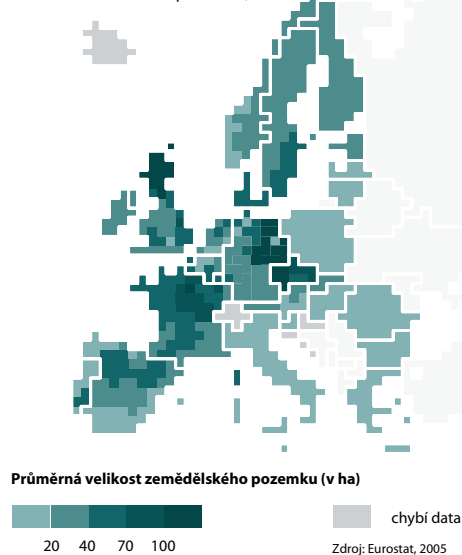 Průměrná velikost zemědělského pozemku (v ha)
20 40 70 100
chybí data
Zdroj: Eurostat, 2005